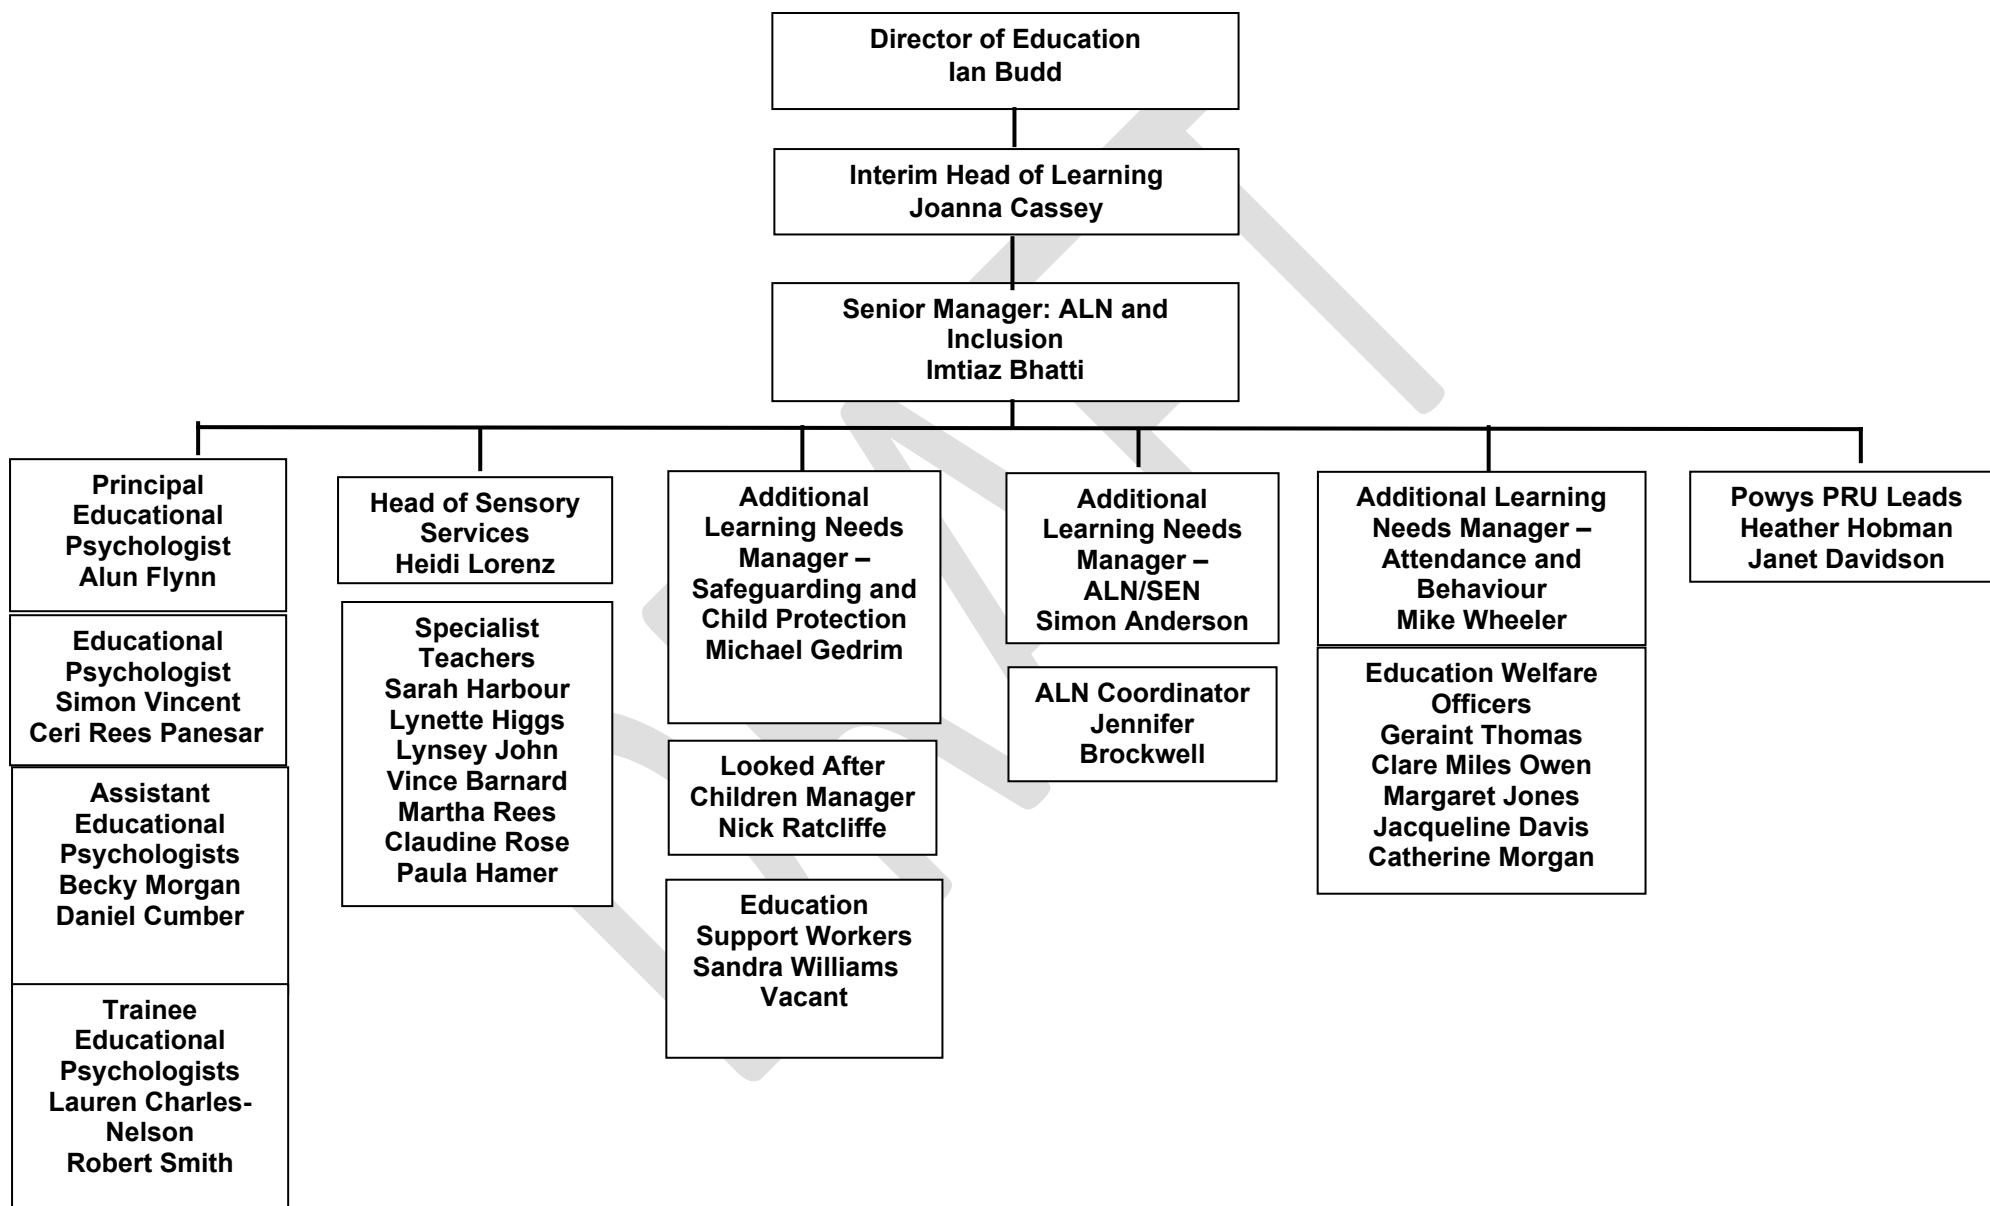 Director of Education
Ian Budd
Interim Head of Learning
Joanna Cassey
Senior Manager: ALN and
Inclusion
Imtiaz Bhatti
Principal
Educational
Psychologist
Alun Flynn
Educational
Psychologist
Simon Vincent
Ceri Rees Panesar
Assistant
Educational
Psychologists
Becky Morgan
Daniel Cumber
Trainee
Educational
Psychologists
Lauren Charles-
Nelson
Robert Smith
Head of Sensory
Services
Heidi Lorenz
Specialist
Teachers
Sarah Harbour
Lynette Higgs
Lynsey John
Vince Barnard
Martha Rees
Claudine Rose
Paula Hamer
Additional
Learning Needs
Manager –
Safeguarding and
Child Protection
Michael Gedrim
Looked After
Children Manager
Nick Ratcliffe
Education
Support Workers
Sandra Williams
Vacant
Additional
Learning Needs
Manager –
ALN/SEN
Simon Anderson
ALN Coordinator
Jennifer
Brockwell
Additional Learning
Needs Manager –
Attendance and
Behaviour
Mike Wheeler
Education Welfare
Officers
Geraint Thomas
Clare Miles Owen
Margaret Jones
Jacqueline Davis
Catherine Morgan
Powys PRU Leads
Heather Hobman
Janet Davidson
DRAFT